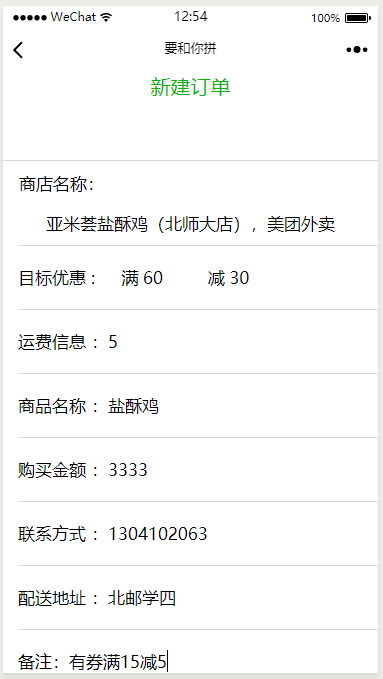 WeChat 12:54 100%
要和你拼
新建订单
商店名称：
亚米荟盐酥鸡（北师大店），美团外卖
目标优惠： 满 60 减 30
运费信息 ：5
商品名称 ：盐酥鸡
购买金额 ：3333
联系方式 ：1304102063
配送地址 ：北邮学四
备注：有券满15减5